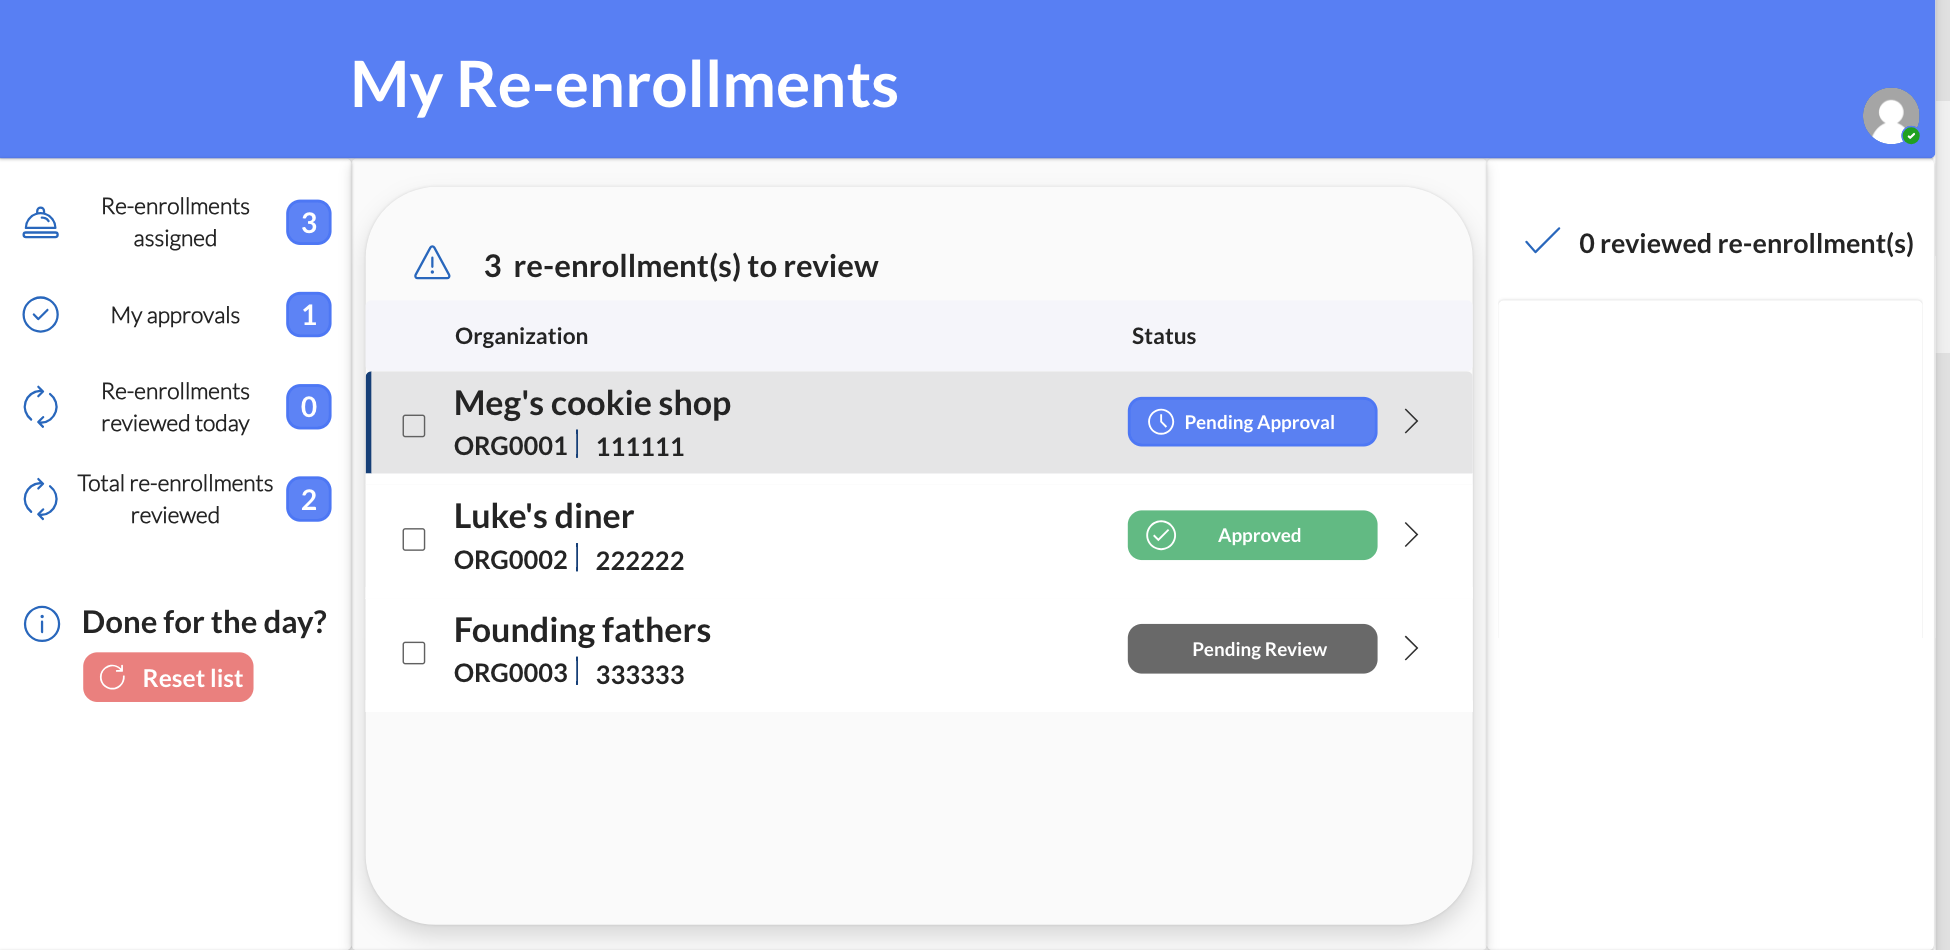 My Re-enrollments
Re-enrollments
assigned
3
My approvals
1
Re-enrollments
reviewed today
0
Total re-enrollments
reviewed
2
Done for the day?
Reset list
3 re-enrollment(s) to review
Organization Status
Meg's cookie shop
ORG0001 111111
Pending Approval
Luke's diner
ORG0002 222222
Approved
Founding fathers
ORG0003 333333
Pending Review
0 reviewed re-enrollment(s)